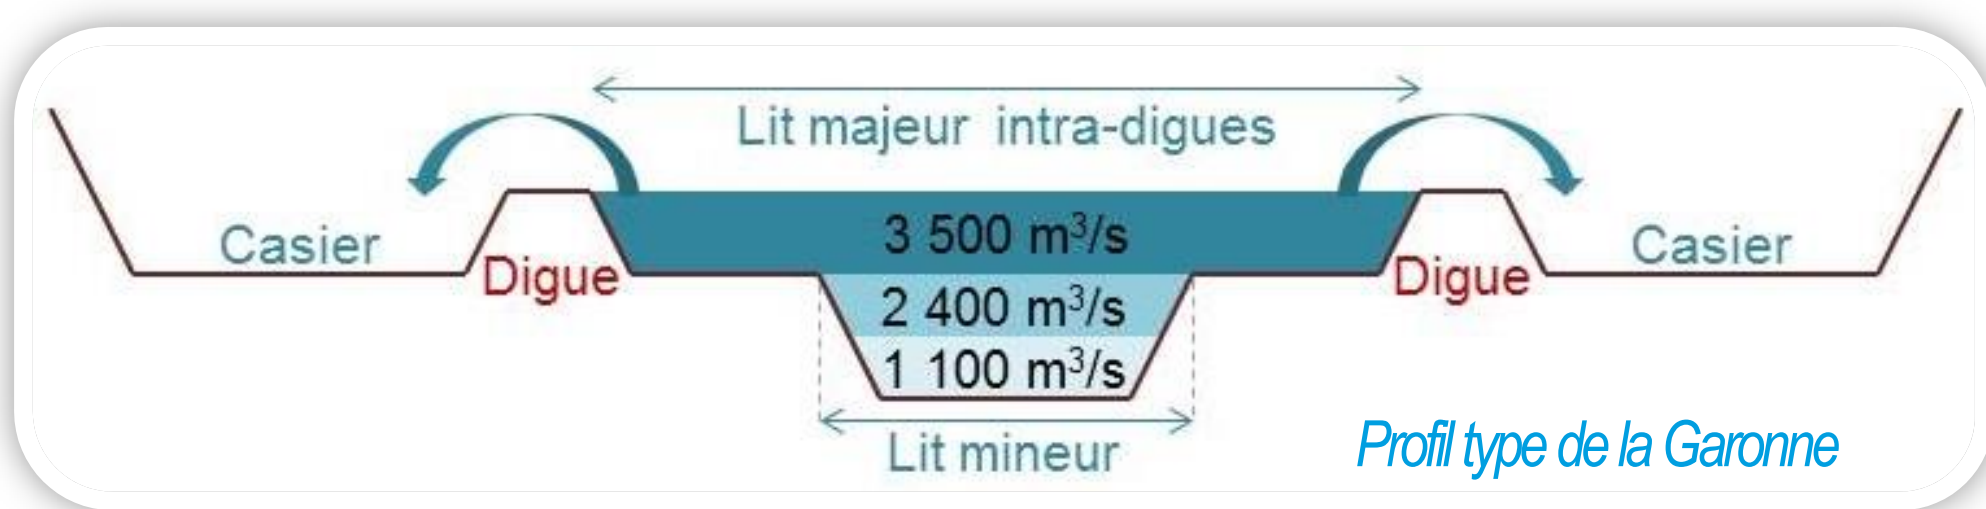 Lit majeur intra-digues
3 500 m³/s
Casier
Casier
Digue
Digue
2 400 m³/s
1 100 m³/s
Lit mineur
Profil type de la Garonne